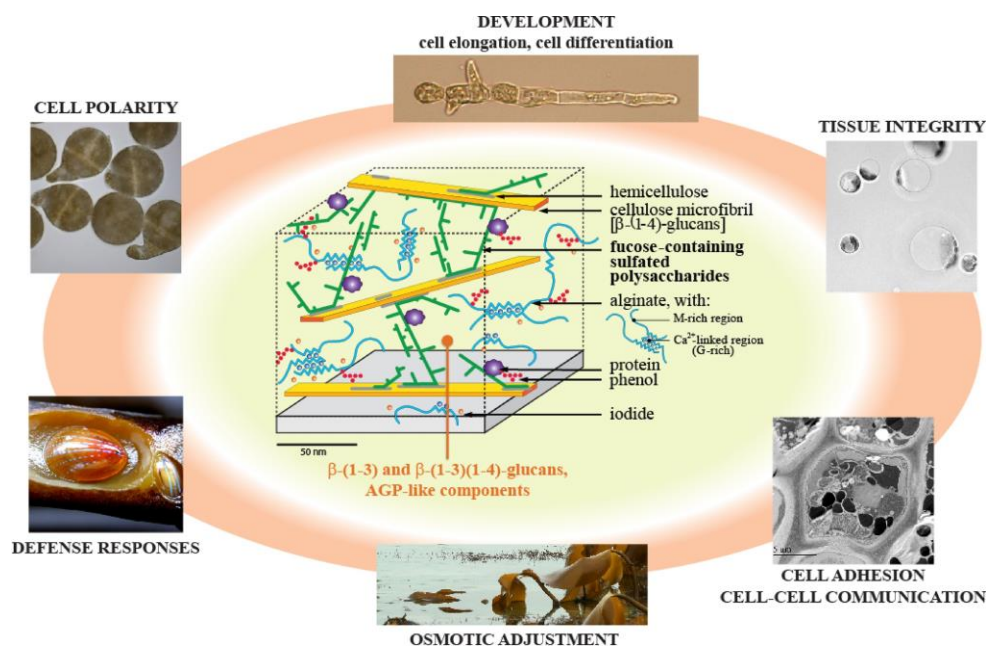 DEVELOPMENT
cell elongation, cell differentiation
CELL POLARITY
TISSUE INTEGRITY
hemicellulose
cellulose microfibril
[β-(1-4)-glucans]
fucose-containing
sulfated
polysaccharides
alginate, with:
M-rich region
Ca²⁺-linked region
(G-rich)
protein
phenol
iodide
50 nm
β-(1-3) and β-(1-3)(1-4)-glucans,
AGP-like components
DEFENSE RESPONSES
CELL ADHESION
CELL-CELL COMMUNICATION
OSMOTIC ADJUSTMENT